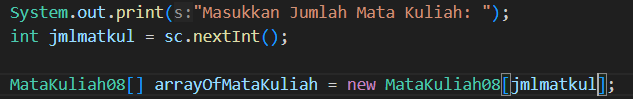 System.out.print(s:"Masukkan Jumlah Mata Kuliah: ");
int jmlmatkul = sc.nextInt();
MataKuliah08[] arrayOfMataKuliah = new MataKuliah08[jmlmatkul];